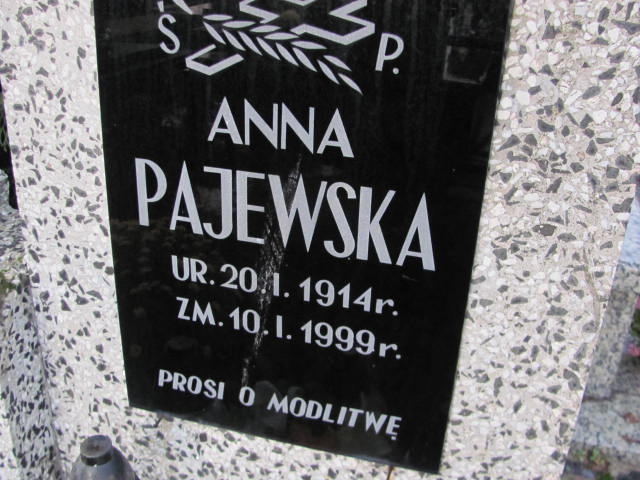 Ś. P.
ANNA
PAJEWSKA
UR. 20.I. 1914r.
ZM. 10.I. 1999r.
PROSI O MODLITWĘ